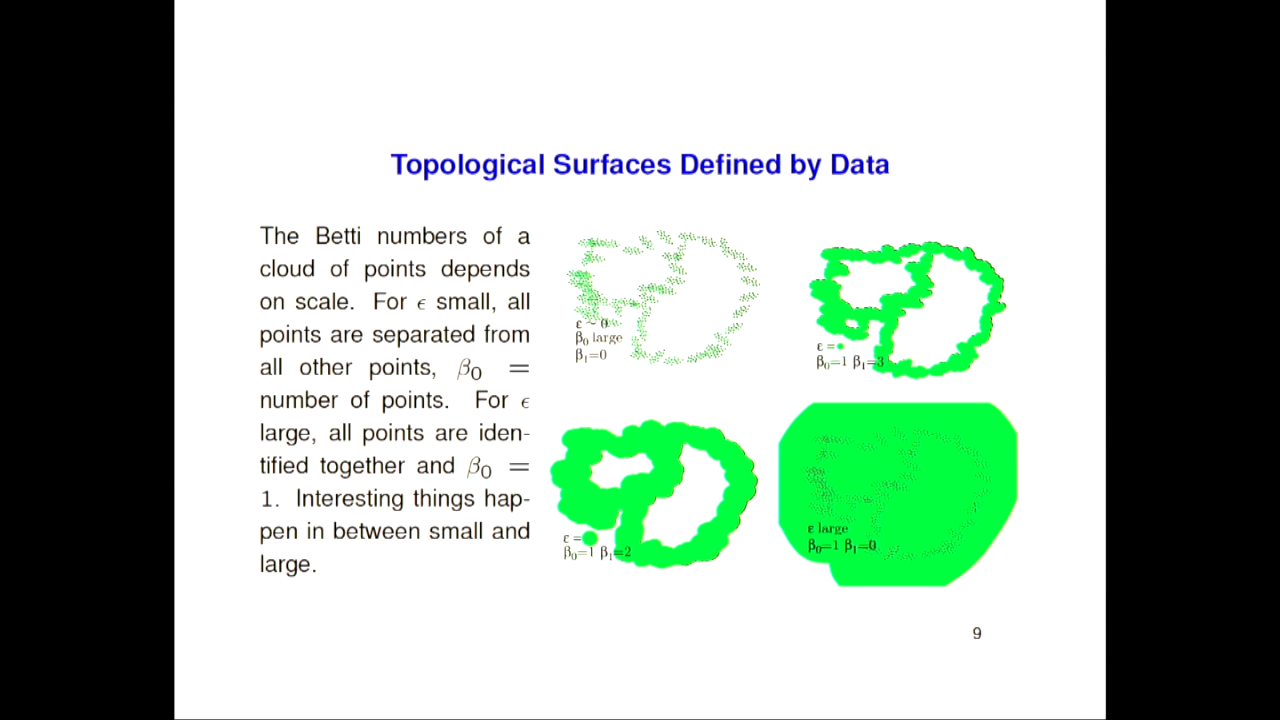 Topological Surfaces Defined by Data
The Betti numbers of a
cloud of points depends
on scale. For ϵ small, all
points are separated from
all other points, β0 =
number of points. For ϵ
large, all points are iden-
tified together and β0 =
1. Interesting things hap-
pen in between small and
large.
ε ~ 0
β0 large
β1=0
ε =
β0=1 β1=3
ε =
β0=1 β1=2
ε large
β0=1 β1=0
9